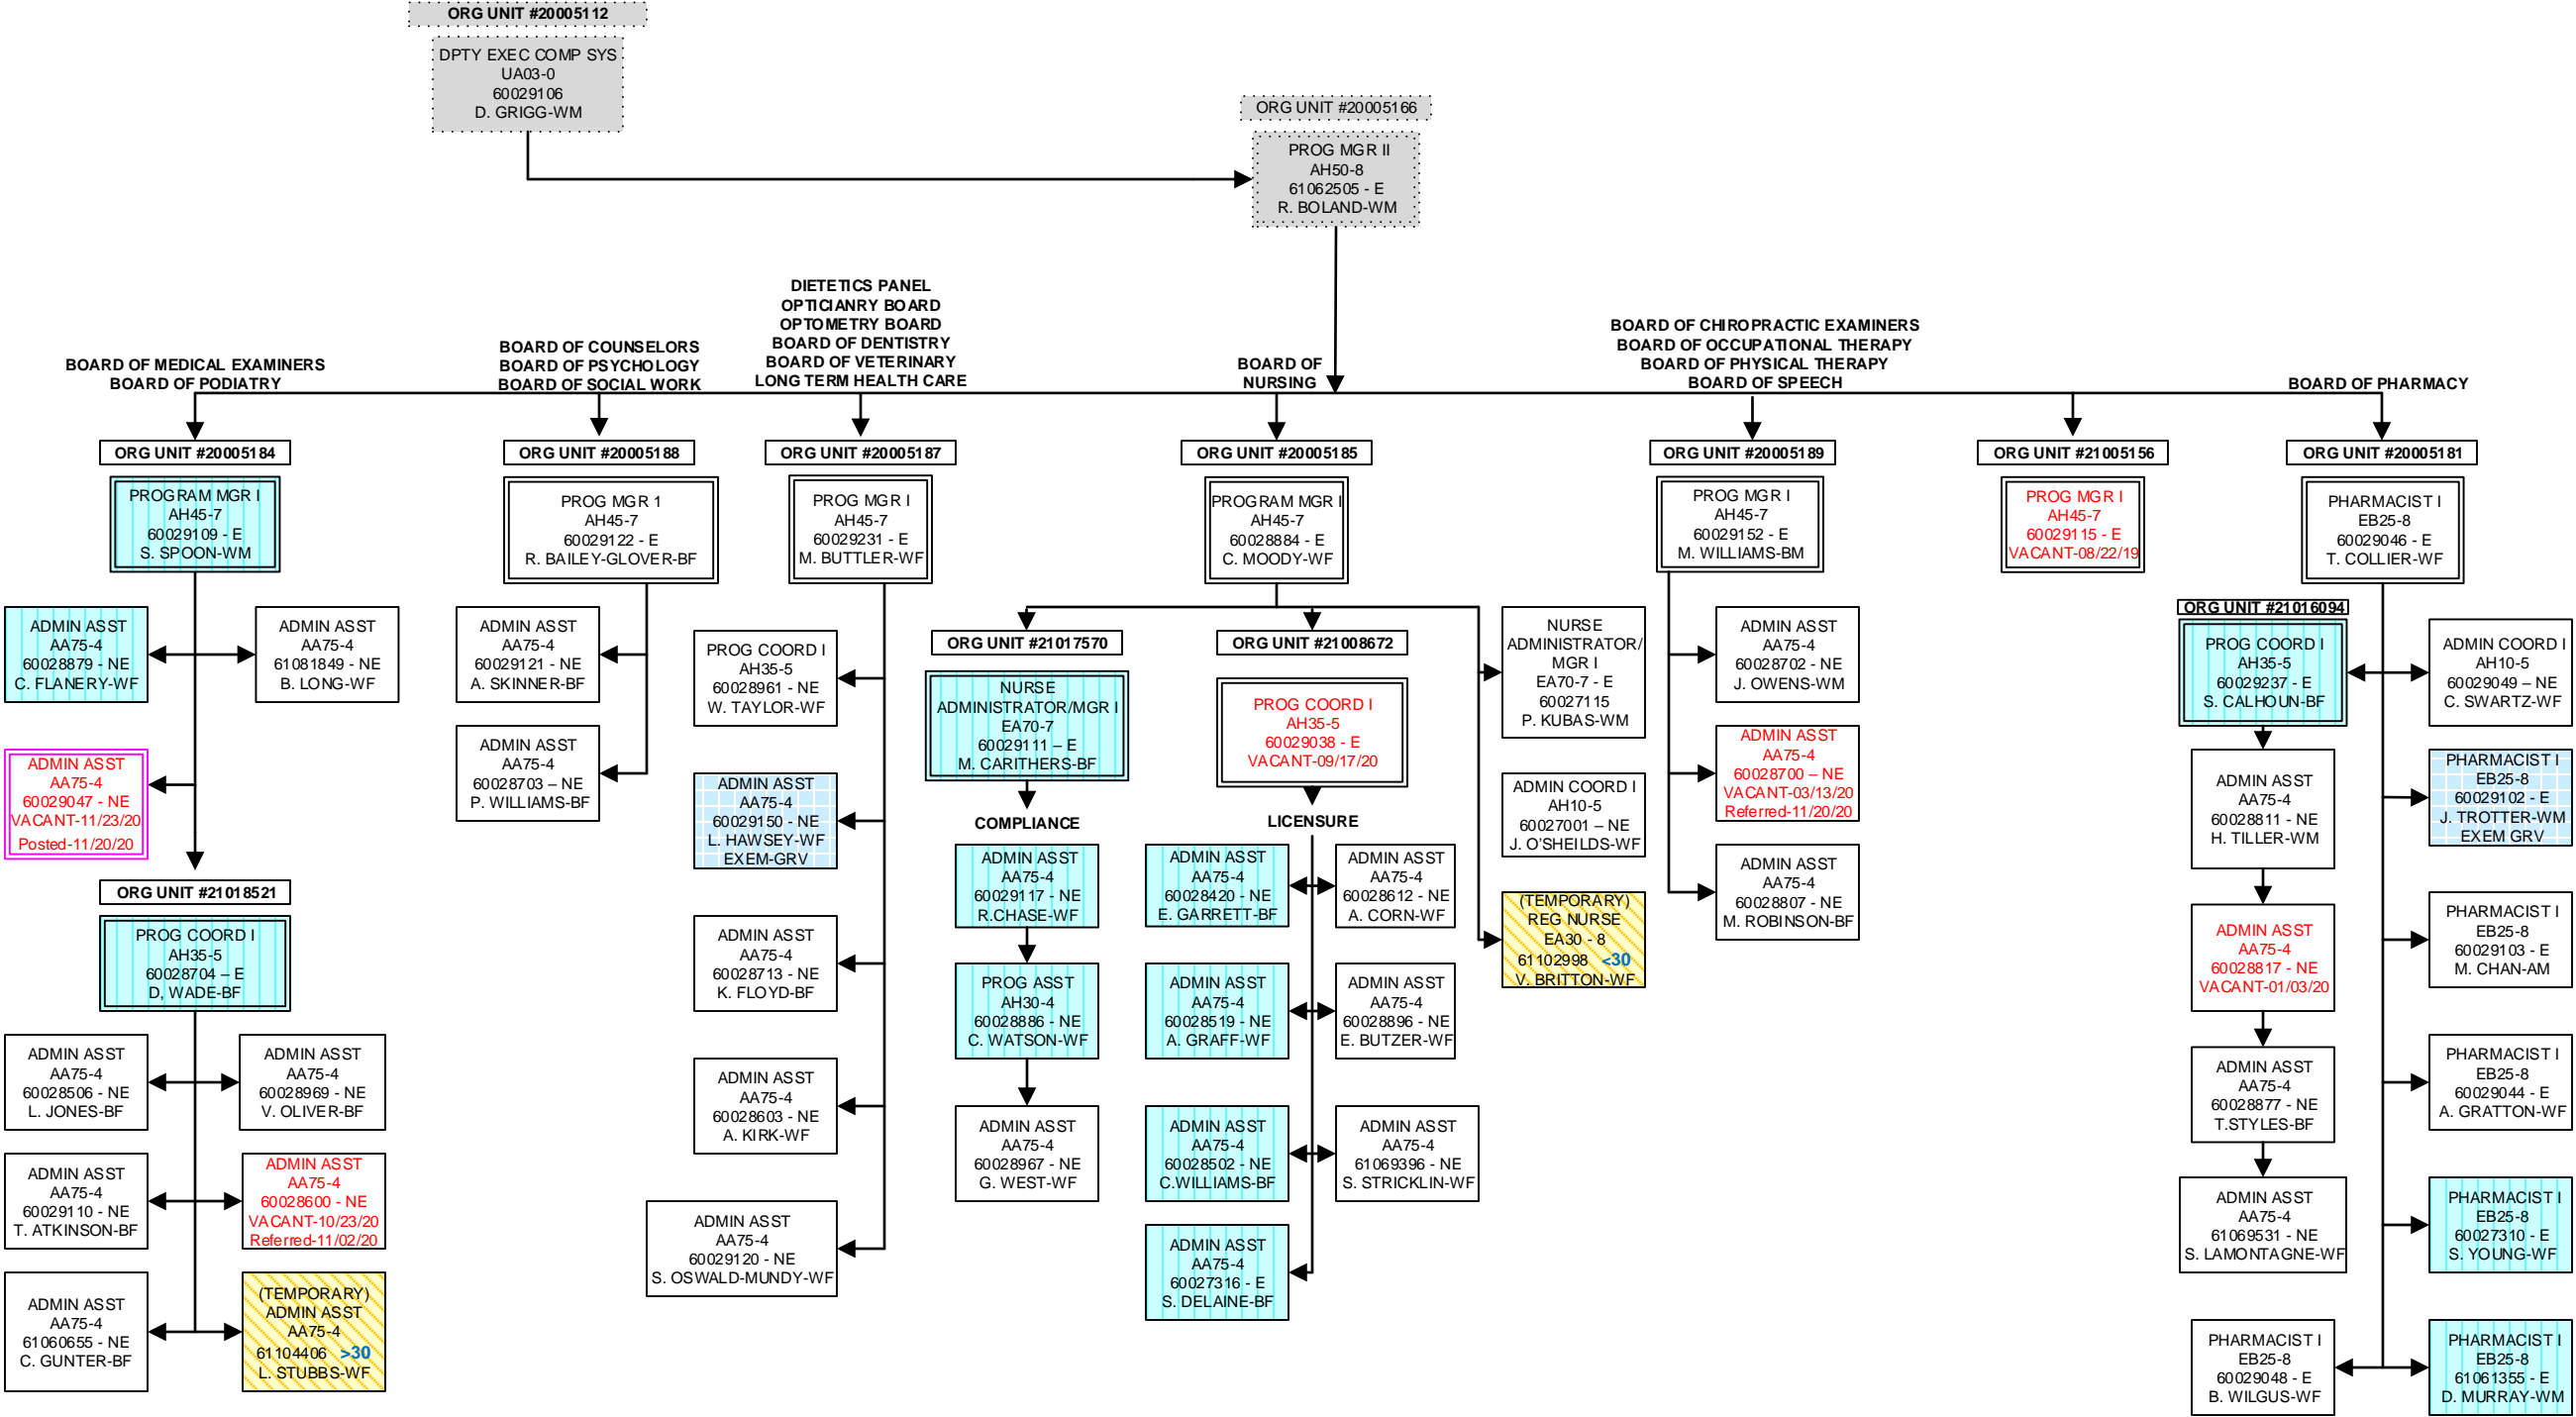 ORG UNIT #20005112
DPTY EXEC COMP SYS
UA03-0
60029106
D. GRIGG-WM
ORG UNIT #20005166
PROG MGR II
AH50-8
61062505 - E
R. BOLAND-WM
BOARD OF MEDICAL EXAMINERS
BOARD OF PODIATRY
BOARD OF COUNSELORS
BOARD OF PSYCHOLOGY
BOARD OF SOCIAL WORK
DIETETICS PANEL
OPTICIANRY BOARD
OPTOMETRY BOARD
BOARD OF DENTISTRY
BOARD OF VETERINARY
LONG TERM HEALTH CARE
BOARD OF
NURSING
BOARD OF CHIROPRACTIC EXAMINERS
BOARD OF OCCUPATIONAL THERAPY
BOARD OF PHYSICAL THERAPY
BOARD OF SPEECH
BOARD OF PHARMACY
ORG UNIT #20005184
PROGRAM MGR I
AH45-7
60029109 - E
S. SPOON-WM
ADMIN ASST
AA75-4
60028879 - NE
C. FLANERY-WF
ADMIN ASST
AA75-4
61081849 - NE
B. LONG-WF
ADMIN ASST
AA75-4
60029047 - NE
VACANT-11/23/20
Posted-11/20/20
ORG UNIT #21018521
PROG COORD I
AH35-5
60028704 – E
D, WADE-BF
ADMIN ASST
AA75-4
60028506 - NE
L. JONES-BF
ADMIN ASST
AA75-4
60028969 - NE
V. OLIVER-BF
ADMIN ASST
AA75-4
60029110 - NE
T. ATKINSON-BF
ADMIN ASST
AA75-4
60028600 - NE
VACANT-10/23/20
Referred-11/02/20
ADMIN ASST
AA75-4
61060655 - NE
C. GUNTER-BF
(TEMPORARY)
ADMIN ASST
AA75-4
61104406 >30
L. STUBBS-WF
ORG UNIT #20005188
PROG MGR 1
AH45-7
60029122 - E
R. BAILEY-GLOVER-BF
ADMIN ASST
AA75-4
60029121 - NE
A. SKINNER-BF
ADMIN ASST
AA75-4
60028703 – NE
P. WILLIAMS-BF
ORG UNIT #20005187
PROG MGR I
AH45-7
60029231 - E
M. BUTTLER-WF
PROG COORD I
AH35-5
60028961 - NE
W. TAYLOR-WF
ADMIN ASST
AA75-4
60029150 - NE
L. HAWSEY-WF
EXEM-GRV
ADMIN ASST
AA75-4
60028713 - NE
K. FLOYD-BF
ADMIN ASST
AA75-4
60028603 - NE
A. KIRK-WF
ADMIN ASST
AA75-4
60029120 - NE
S. OSWALD-MUNDY-WF
ORG UNIT #20005185
PROGRAM MGR I
AH45-7
60028884 - E
C. MOODY-WF
ORG UNIT #21017570
NURSE
ADMINISTRATOR/MGR I
EA70-7
60029111 – E
M. CARITHERS-BF
COMPLIANCE
ADMIN ASST
AA75-4
60029117 - NE
R.CHASE-WF
PROG ASST
AH30-4
60028886 - NE
C. WATSON-WF
ADMIN ASST
AA75-4
60028967 - NE
G. WEST-WF
ORG UNIT #21008672
PROG COORD I
AH35-5
60029038 - E
VACANT-09/17/20
LICENSURE
ADMIN ASST
AA75-4
60028420 - NE
E. GARRETT-BF
ADMIN ASST
AA75-4
60028612 - NE
A. CORN-WF
ADMIN ASST
AA75-4
60028519 - NE
A. GRAFF-WF
ADMIN ASST
AA75-4
60028896 - NE
E. BUTZER-WF
ADMIN ASST
AA75-4
60028502 - NE
C.WILLIAMS-BF
ADMIN ASST
AA75-4
61069396 - NE
S. STRICKLIN-WF
ADMIN ASST
AA75-4
60027316 - E
S. DELAINE-BF
NURSE
ADMINISTRATOR/
MGR I
EA70-7 - E
60027115
P. KUBAS-WM
ADMIN COORD I
AH10-5
60027001 – NE
J. O'SHEILDS-WF
(TEMPORARY)
REG NURSE
EA30 - 8
61102998 <30
V. BRITTON-WF
ORG UNIT #20005189
PROG MGR I
AH45-7
60029152 - E
M. WILLIAMS-BM
ADMIN ASST
AA75-4
60028702 - NE
J. OWENS-WM
ADMIN ASST
AA75-4
60028700 – NE
VACANT-03/13/20
Referred-11/20/20
ADMIN ASST
AA75-4
60028807 - NE
M. ROBINSON-BF
ORG UNIT #21005156
PROG MGR I
AH45-7
60029115 - E
VACANT-08/22/19
ORG UNIT #20005181
PHARMACIST I
EB25-8
60029046 - E
T. COLLIER-WF
ORG UNIT #21016094
PROG COORD I
AH35-5
60029237 - E
S. CALHOUN-BF
ADMIN COORD I
AH10-5
60029049 – NE
C. SWARTZ-WF
ADMIN ASST
AA75-4
60028811 - NE
H. TILLER-WM
PHARMACIST I
EB25-8
60029102 - E
J. TROTTER-WM
EXEM GRV
ADMIN ASST
AA75-4
60028817 - NE
VACANT-01/03/20
PHARMACIST I
EB25-8
60029103 - E
M. CHAN-AM
ADMIN ASST
AA75-4
60028877 - NE
T.STYLES-BF
PHARMACIST I
EB25-8
60029044 - E
A. GRATTON-WF
ADMIN ASST
AA75-4
61069531 - NE
S. LAMONTAGNE-WF
PHARMACIST I
EB25-8
60027310 - E
S. YOUNG-WF
PHARMACIST I
EB25-8
60029048 - E
B. WILGUS-WF
PHARMACIST I
EB25-8
61061355 - E
D. MURRAY-WM